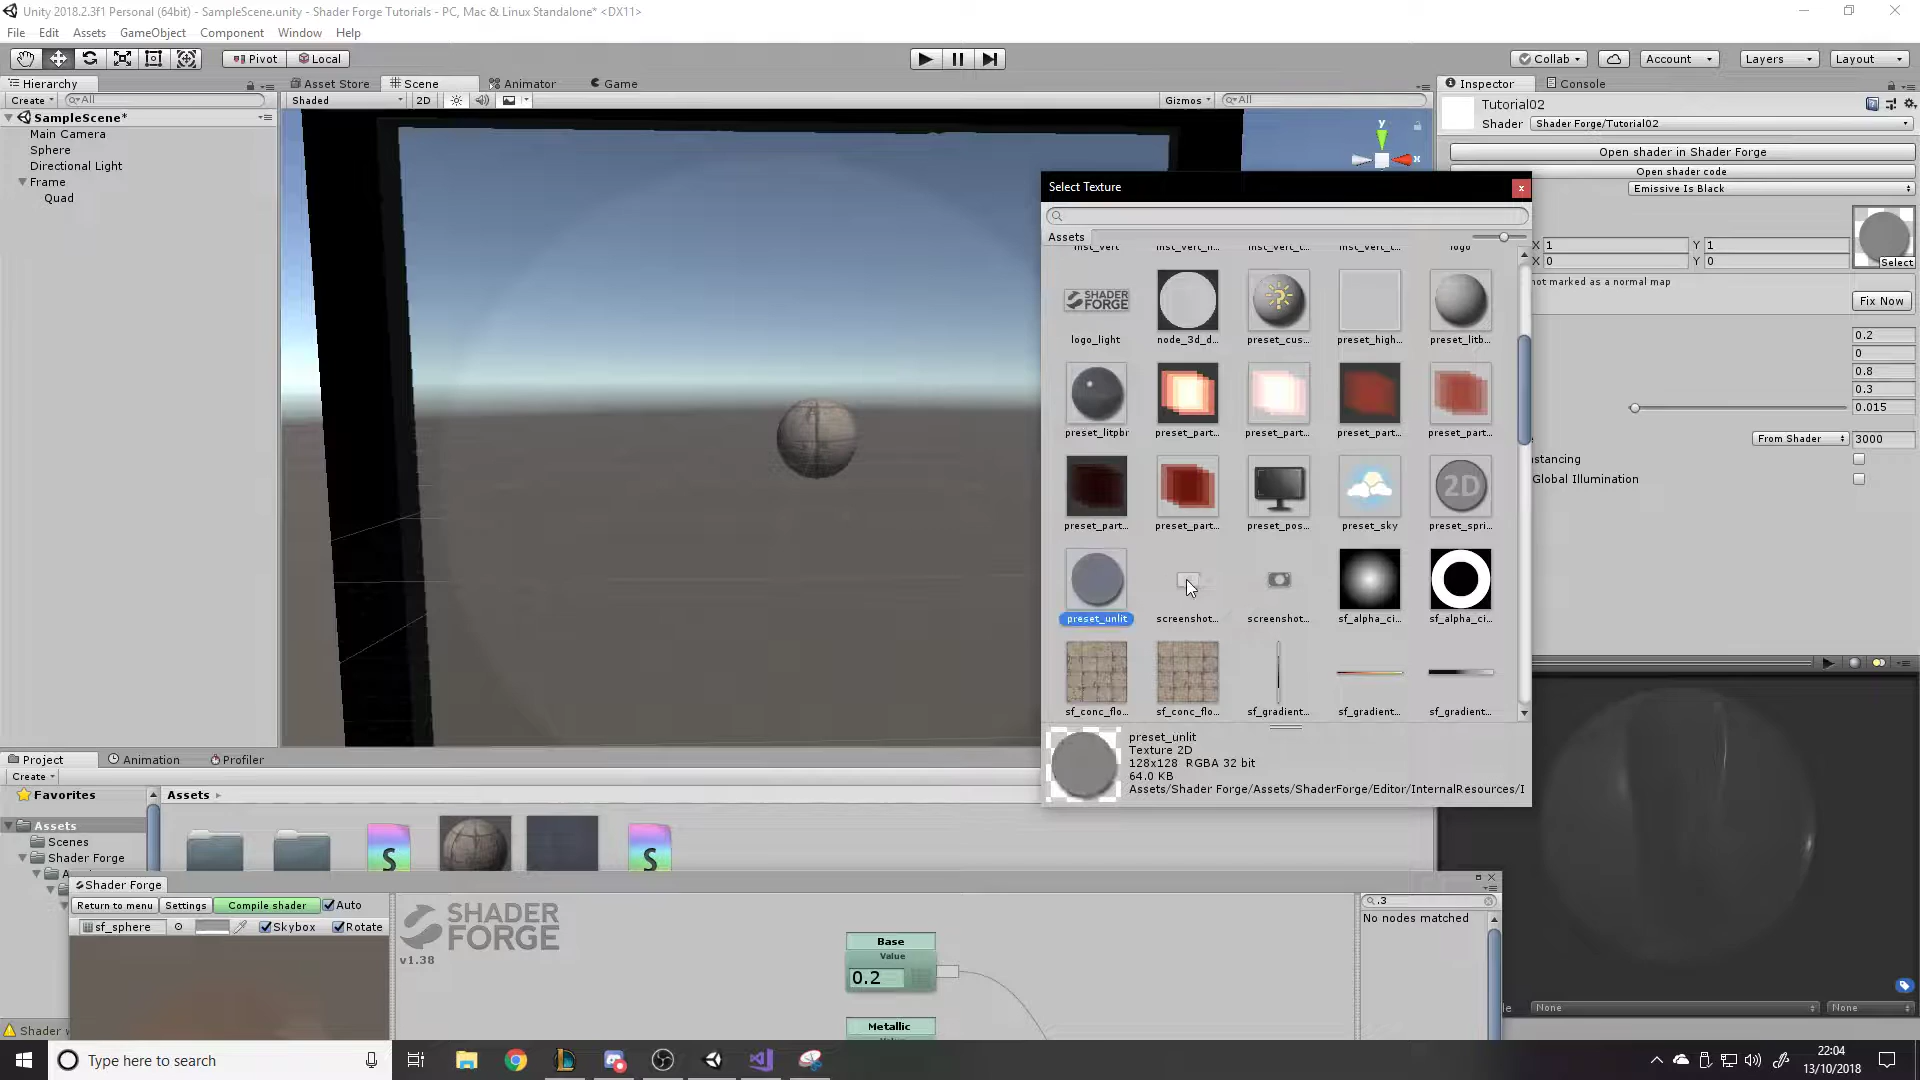 Unity 2018.2.3f1 Personal (64bit) - SampleScene.unity - Shader Forge Tutorials - PC, Mac & Linux Standalone* <DX11>
File Edit Assets GameObject Component Window Help
Pivot Local Collab Account Layers Layout
Hierarchy Asset Store Scene Animator Game Inspector Console
Create All Shaded 2D Gizmos All
SampleScene*
Main Camera
Sphere
Directional Light
Frame
Quad
y
x
Tutorial02
Shader Shader Forge/Tutorial02
Open shader in Shader Forge
Open shader code
Emissive Is Black
X 1 Y 1
X 0 Y 0
Select
not marked as a normal map
Fix Now
0.2
0
0.8
0.3
0.015
From Shader 3000
stancing
Global Illumination
Select Texture
x
Assets
inst_vert inst_vert_n... inst_vert_t... inst_vert_t... logo
SHADER FORGE
logo_light node_3d_d... preset_cus... preset_high... preset_litb...
preset_litpbr preset_part... preset_part... preset_part... preset_part...
2D
preset_part... preset_part... preset_pos... preset_sky preset_spri...
preset_unlit screenshot... screenshot... sf_alpha_ci... sf_alpha_ci...
sf_conc_flo... sf_conc_flo... sf_gradient... sf_gradient... sf_gradient...
preset_unlit
Texture 2D
128x128 RGBA 32 bit
64.0 KB
Assets/Shader Forge/Assets/ShaderForge/Editor/InternalResources/I
Project Animation Profiler
Create
Favorites
Assets
Scenes
Shader Forge
A
Assets
S S
Shader w
Shader Forge
Return to menu Settings Compile shader Auto
sf_sphere Skybox Rotate
SHADER
FORGE
v1.38
Base
Value
0.2
Metallic
.3
No nodes matched
le None None
Type here to search
22:04
13/10/2018